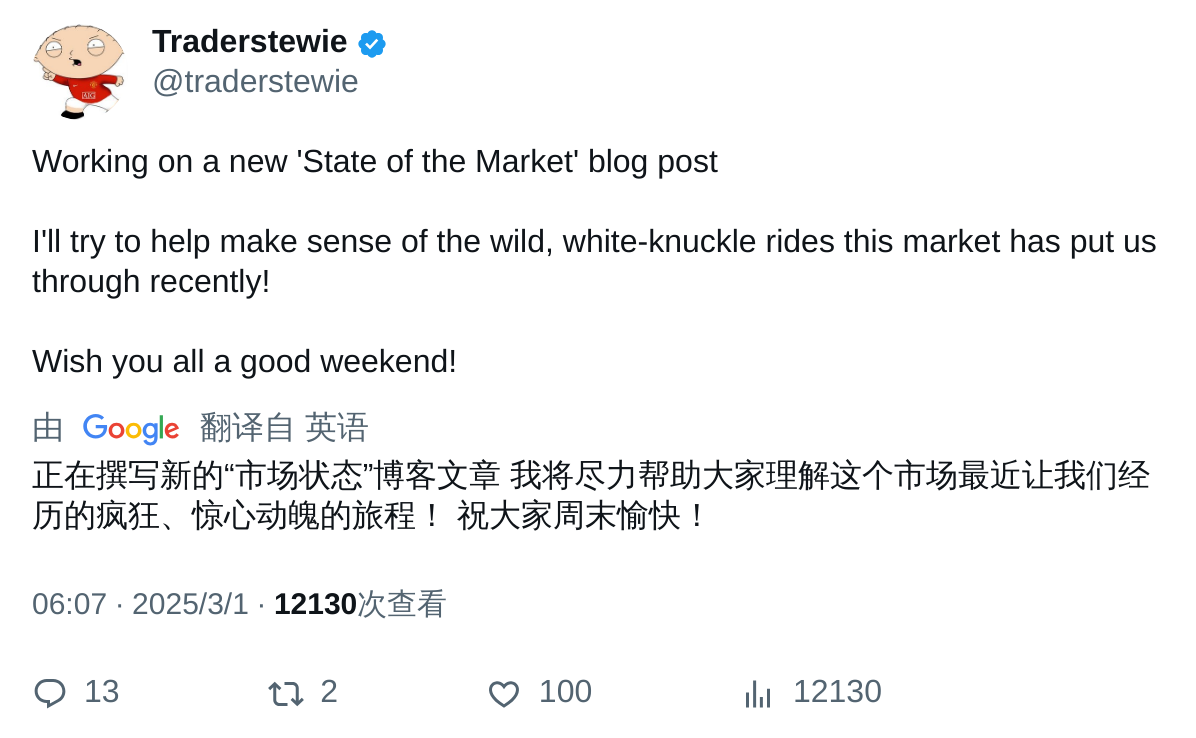 Traderstewie
@traderstewie
AIG
Working on a new 'State of the Market' blog post
I'll try to help make sense of the wild, white-knuckle rides this market has put us
through recently!
Wish you all a good weekend!
由 Google 翻译自 英语
正在撰写新的“市场状态”博客文章 我将尽力帮助大家理解这个市场最近让我们经
历的疯狂、惊心动魄的旅程！ 祝大家周末愉快！
06:07 · 2025/3/1 · 12130次查看
13 2 100 12130